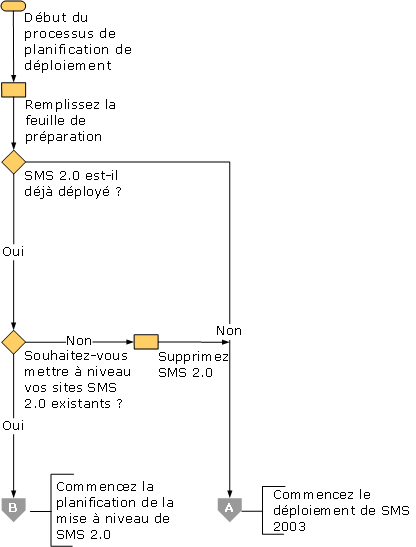 Début du
processus de
planification de
déploiement
Remplissez la
feuille de
préparation
SMS 2.0 est-il
déjà déployé ?
Oui
Non
Non
Souhaitez-vous
mettre à niveau
vos sites SMS
2.0 existants ?
Supprimez
SMS 2.0
Oui
B
Commencez la
planification de la
mise à niveau de
SMS 2.0
A
Commencez le
déploiement de SMS
2003